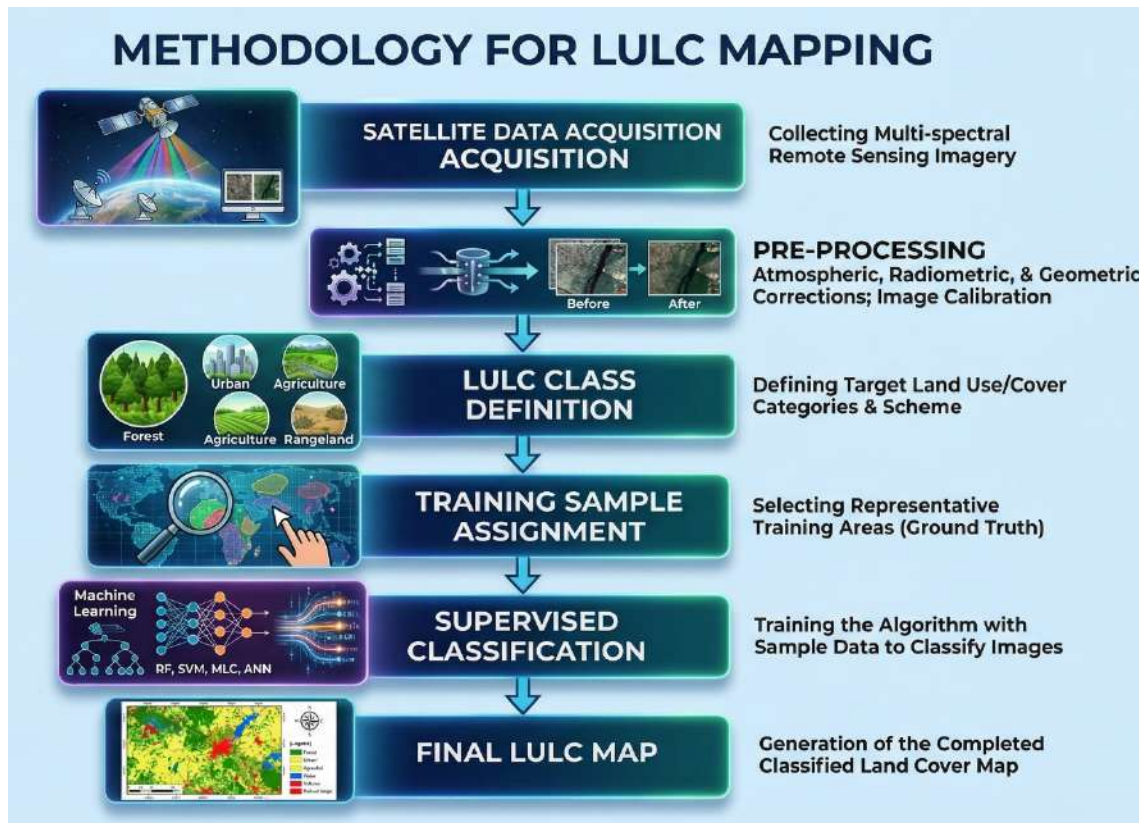 METHODOLOGY FOR LULC MAPPING
SATELLITE DATA ACQUISITION
ACQUISITION
Collecting Multi-spectral
Remote Sensing Imagery
Before
After
PRE-PROCESSING
Atmospheric, Radiometric, & Geometric
Corrections; Image Calibration
Forest
Urban
Agriculture
Agriculture
Rangeland
LULC CLASS
DEFINITION
Defining Target Land Use/Cover
Categories & Scheme
TRAINING SAMPLE
ASSIGNMENT
Selecting Representative
Training Areas (Ground Truth)
Machine
Learning
RF, SVM, MLC, ANN
SUPERVISED
CLASSIFICATION
Training the Algorithm with
Sample Data to Classify Images
FINAL LULC MAP
Generation of the Completed
Classified Land Cover Map